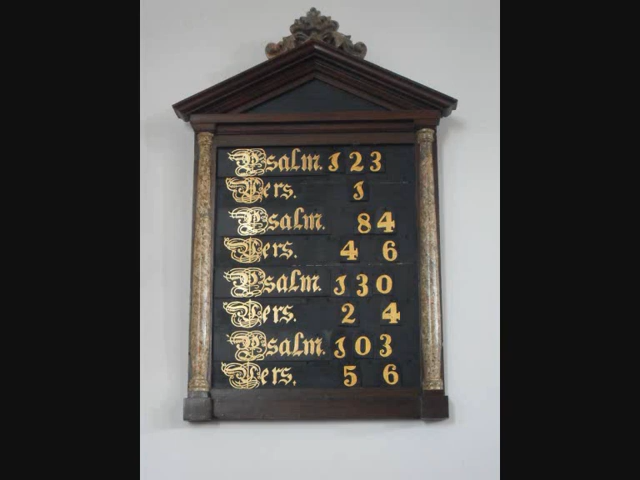 Psalm. 123
Vers. 1
Psalm. 84
Vers. 4 6
Psalm. 130
Vers. 2 4
Psalm. 103
Vers. 5 6